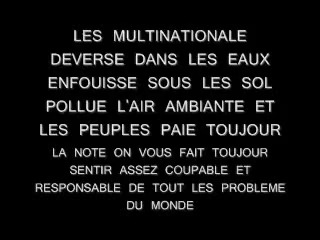 LES MULTINATIONALE
DEVERSE DANS LES EAUX
ENFOUISSE SOUS LES SOL
POLLUE L'AIR AMBIANTE ET
LES PEUPLES PAIE TOUJOUR
LA NOTE ON VOUS FAIT TOUJOUR
SENTIR ASSEZ COUPABLE ET
RESPONSABLE DE TOUT LES PROBLEME
DU MONDE